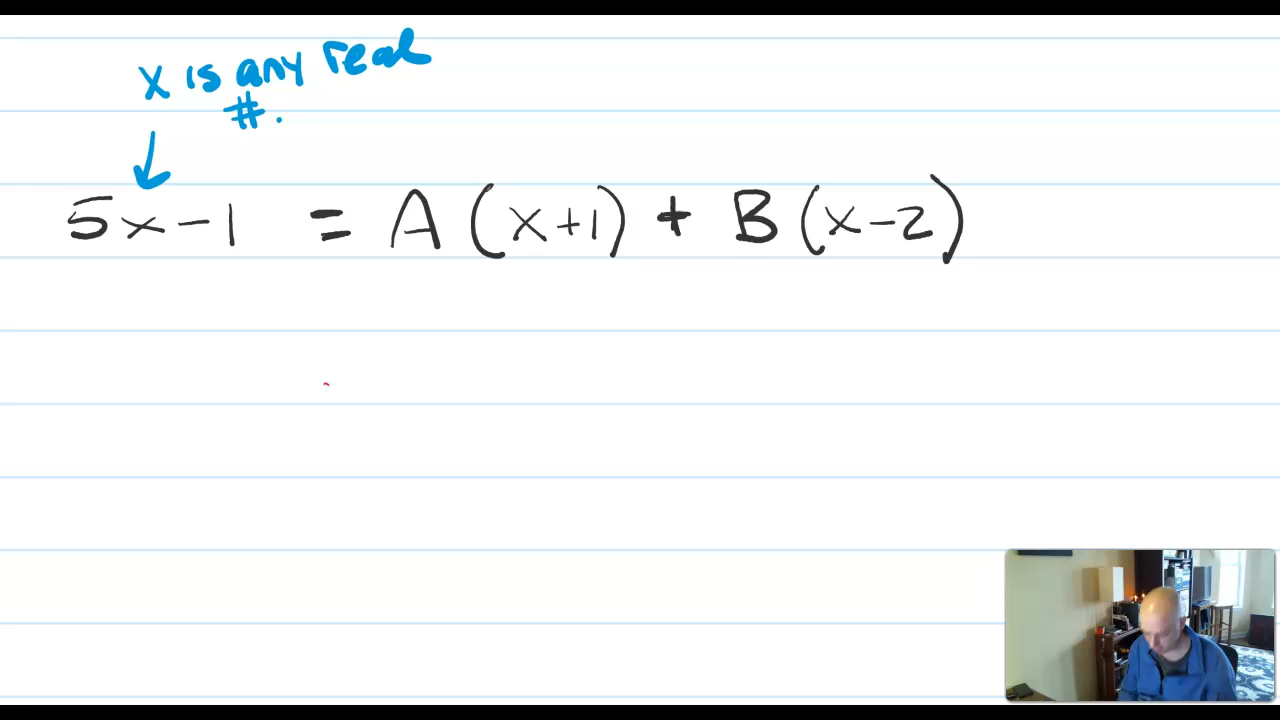 x is any real
#.
5x-1 = A(x+1) + B(x-2)